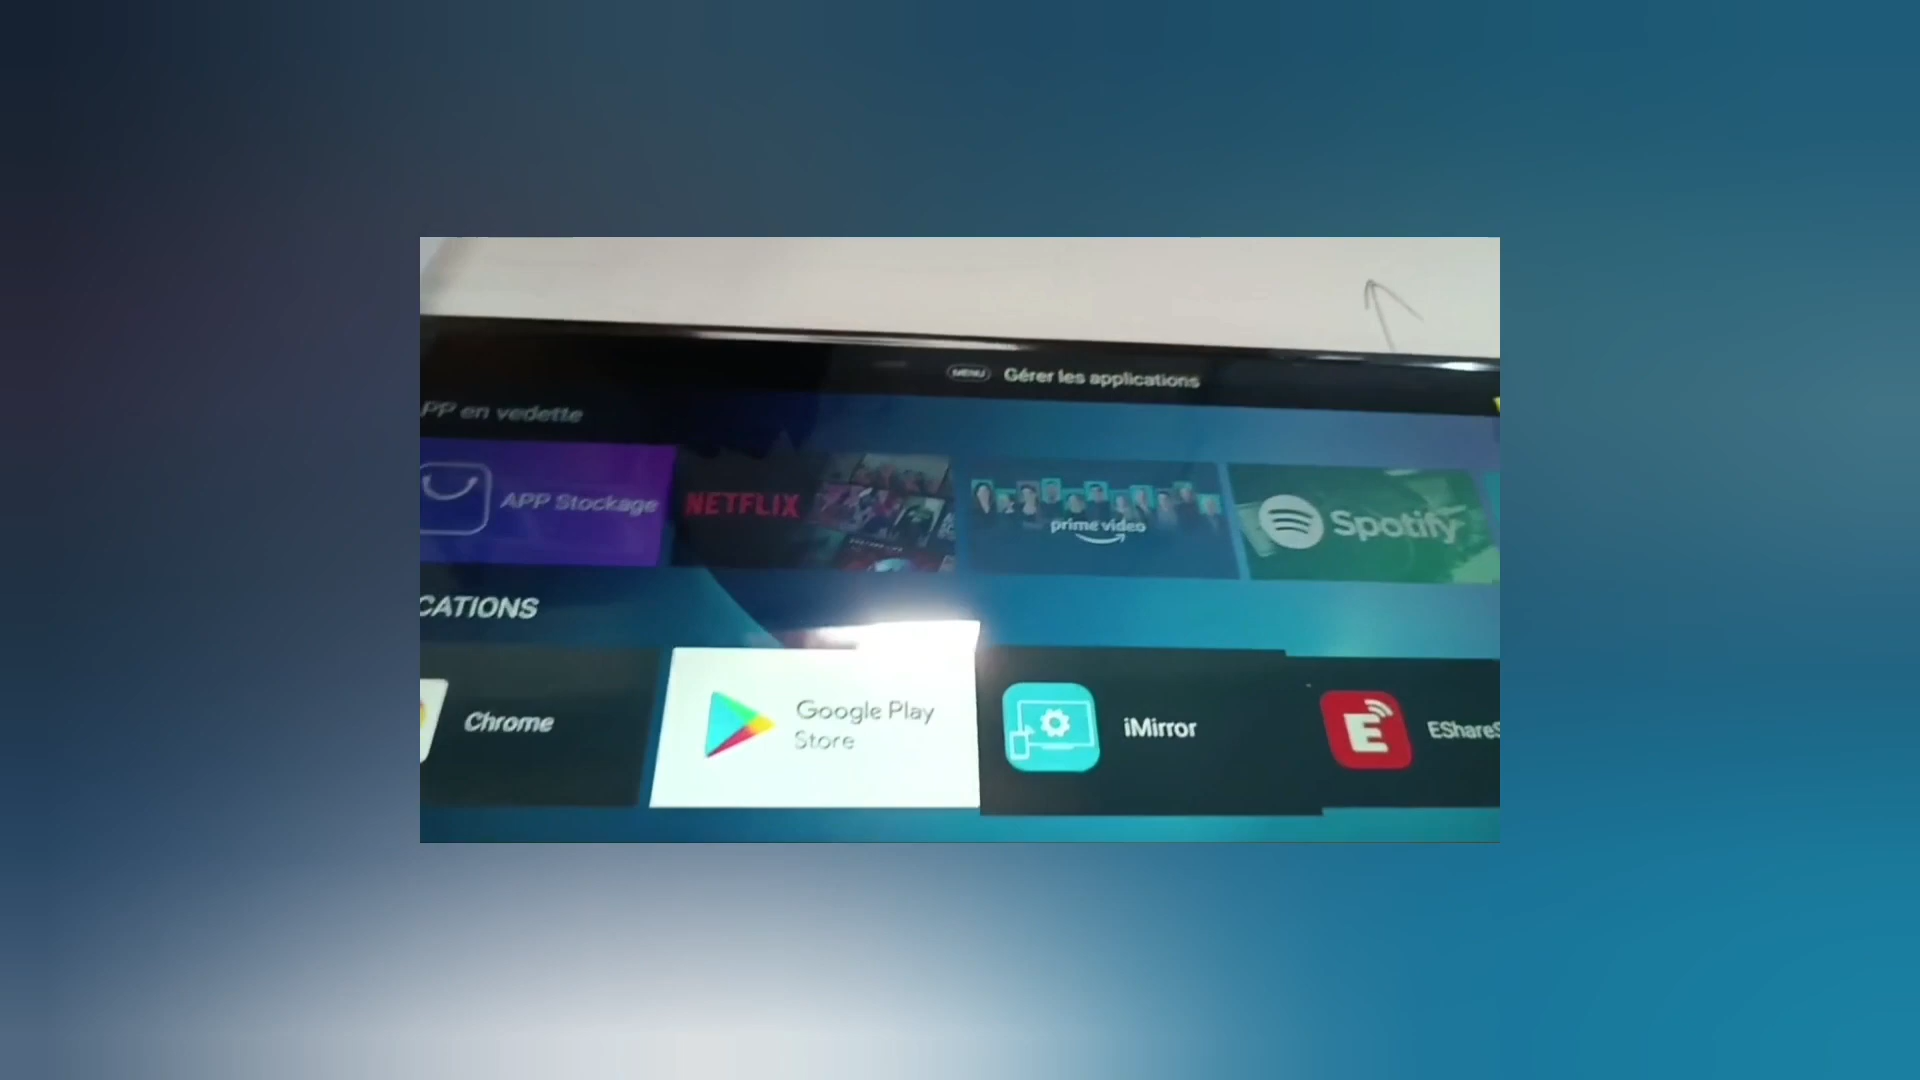 MENU Gérer les applications
PP en vedette
APP Stockage
NETFLIX
prime video
Spotify
CATIONS
Chrome
Google Play
Store
iMirror
EShareS